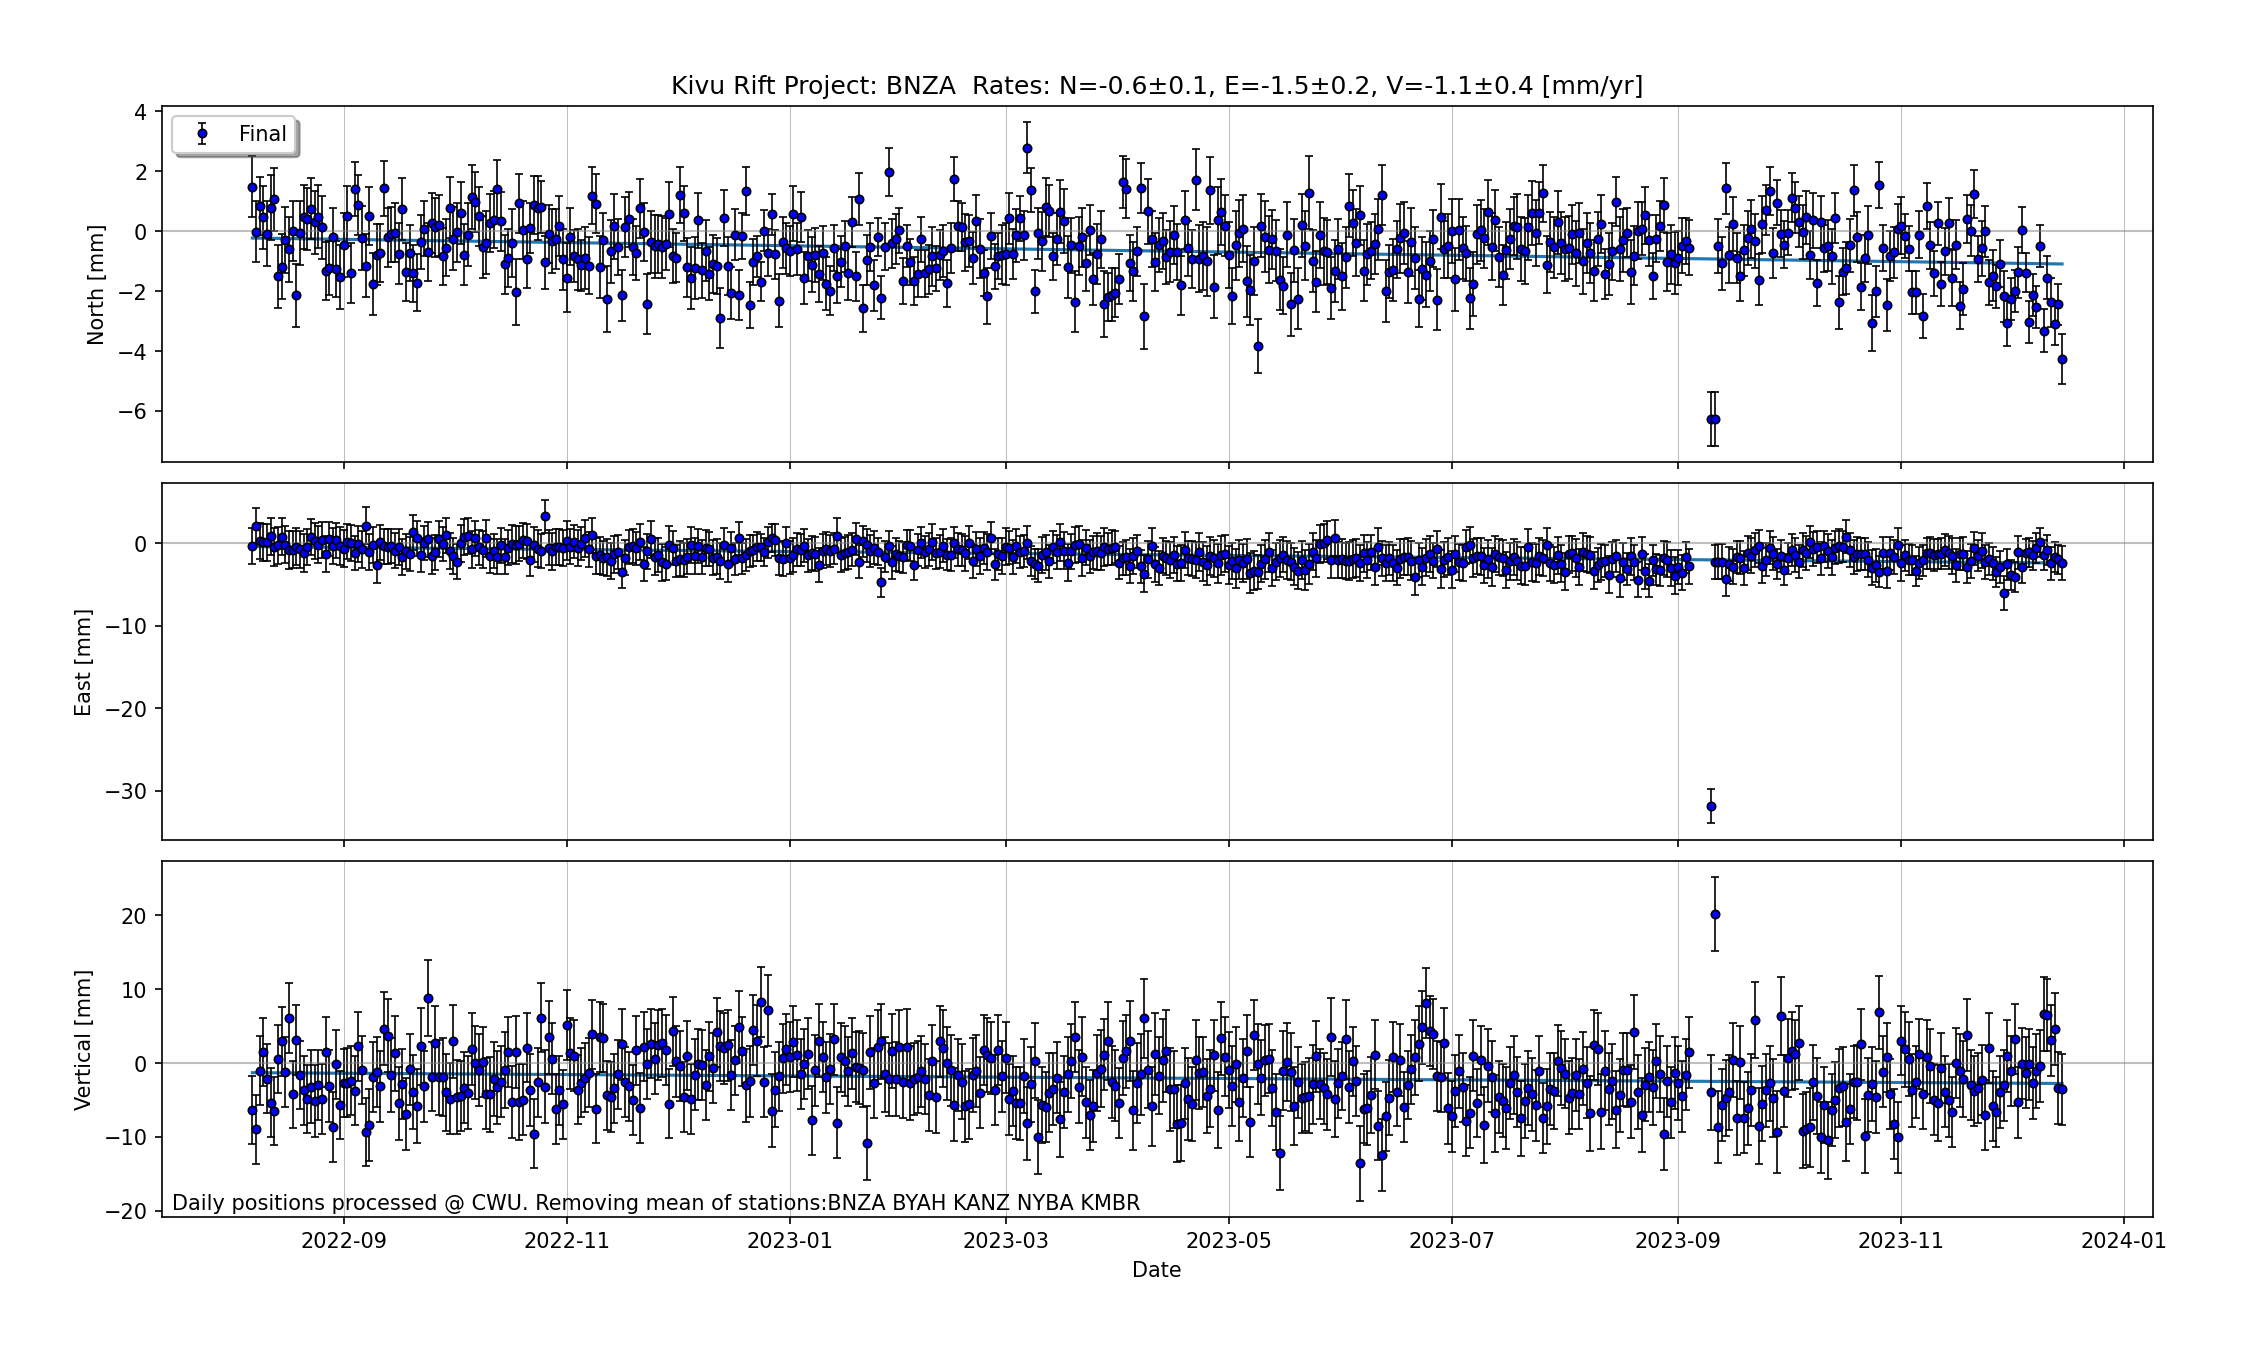 Kivu Rift Project: BNZA  Rates: N=-0.6±0.1, E=-1.5±0.2, V=-1.1±0.4 [mm/yr]
Final
North [mm]
4
2
0
−2
−4
−6
East [mm]
0
−10
−20
−30
Vertical [mm]
20
10
0
−10
−20
Daily positions processed @ CWU. Removing mean of stations:BNZA BYAH KANZ NYBA KMBR
2022-09 2022-11 2023-01 2023-03 2023-05 2023-07 2023-09 2023-11 2024-01
Date